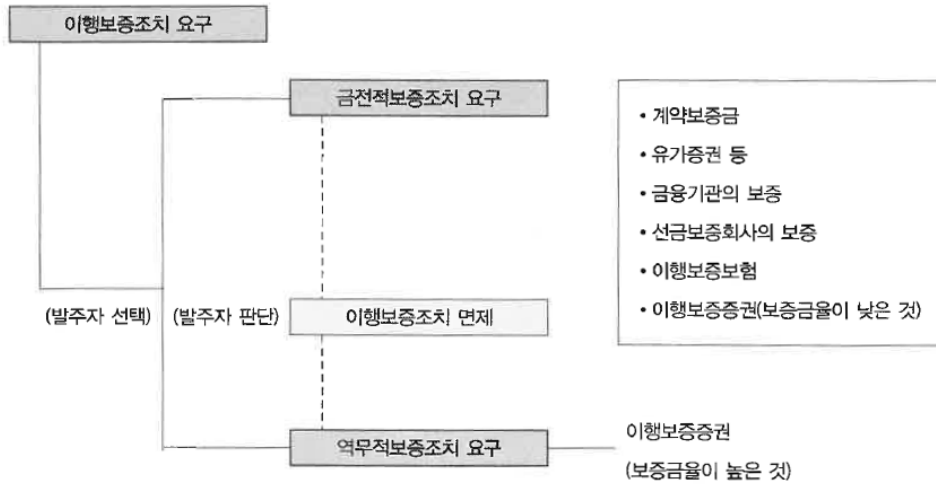 이행보증조치 요구
금전적보증조치 요구
• 계약보증금
• 유가증권 등
• 금융기관의 보증
• 선금보증회사의 보증
• 이행보증보험
• 이행보증증권(보증금율이 낮은 것)
(발주자 선택)
(발주자 판단)
이행보증조치 면제
역무적보증조치 요구
이행보증증권
(보증금율이 높은 것)